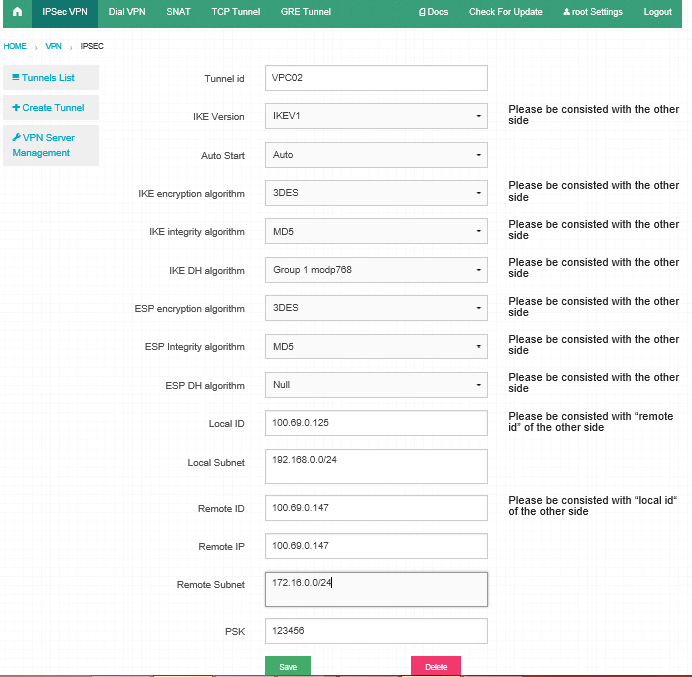 IPSec VPN Dial VPN SNAT TCP Tunnel GRE Tunnel Docs Check For Update root Settings Logout
HOME VPN IPSEC
Tunnels List
Create Tunnel
VPN Server
Management
Tunnel id VPC02
IKE Version IKEV1 Please be consisted with the other
side
Auto Start Auto
IKE encryption algorithm 3DES Please be consisted with the other
side
IKE integrity algorithm MD5 Please be consisted with the other
side
IKE DH algorithm Group 1 modp768 Please be consisted with the other
side
ESP encryption algorithm 3DES Please be consisted with the other
side
ESP Integrity algorithm MD5 Please be consisted with the other
side
ESP DH algorithm Null Please be consisted with the other
side
Local ID 100.69.0.125 Please be consisted with “remote
id” of the other side
Local Subnet 192.168.0.0/24
Remote ID 100.69.0.147 Please be consisted with “local id“
of the other side
Remote IP 100.69.0.147
Remote Subnet 172.16.0.0/24
PSK 123456
Save Delete